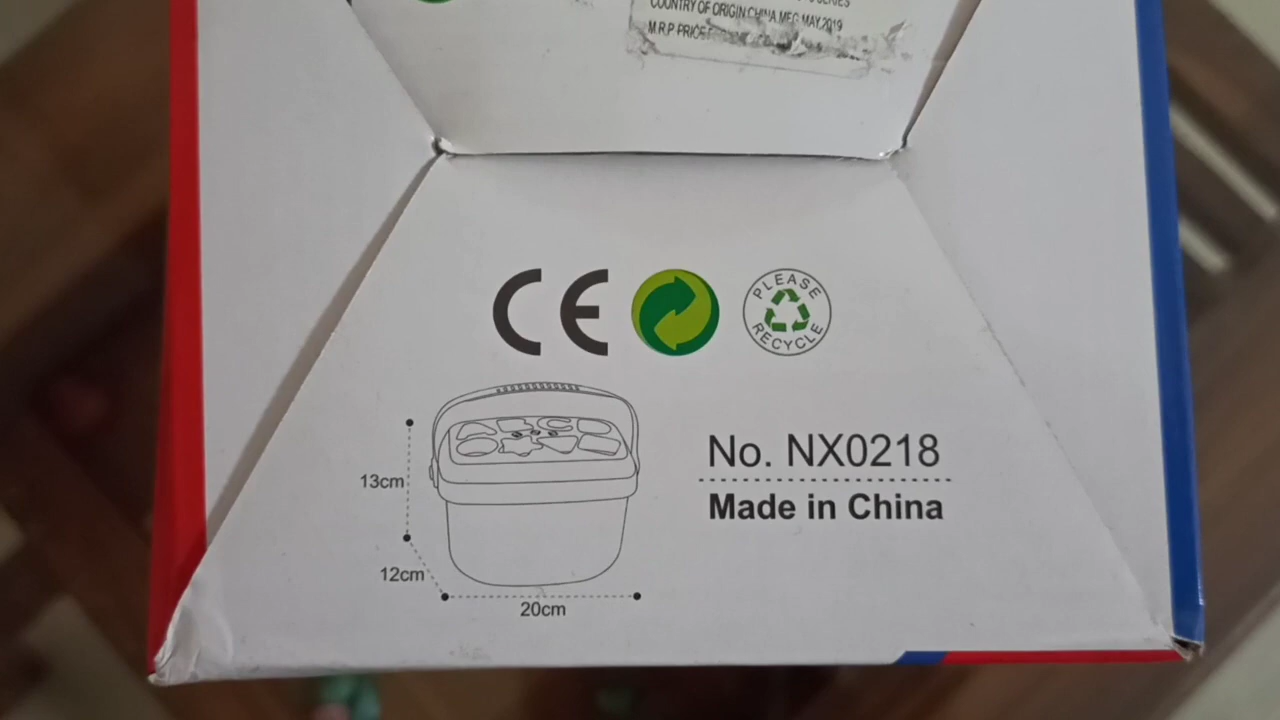 COUNTRY OF ORIGIN CHINA MFG MAY.2019
M.R.P PRICE
CE
PLEASE
RECYCLE
13cm
12cm
20cm
No. NX0218
Made in China